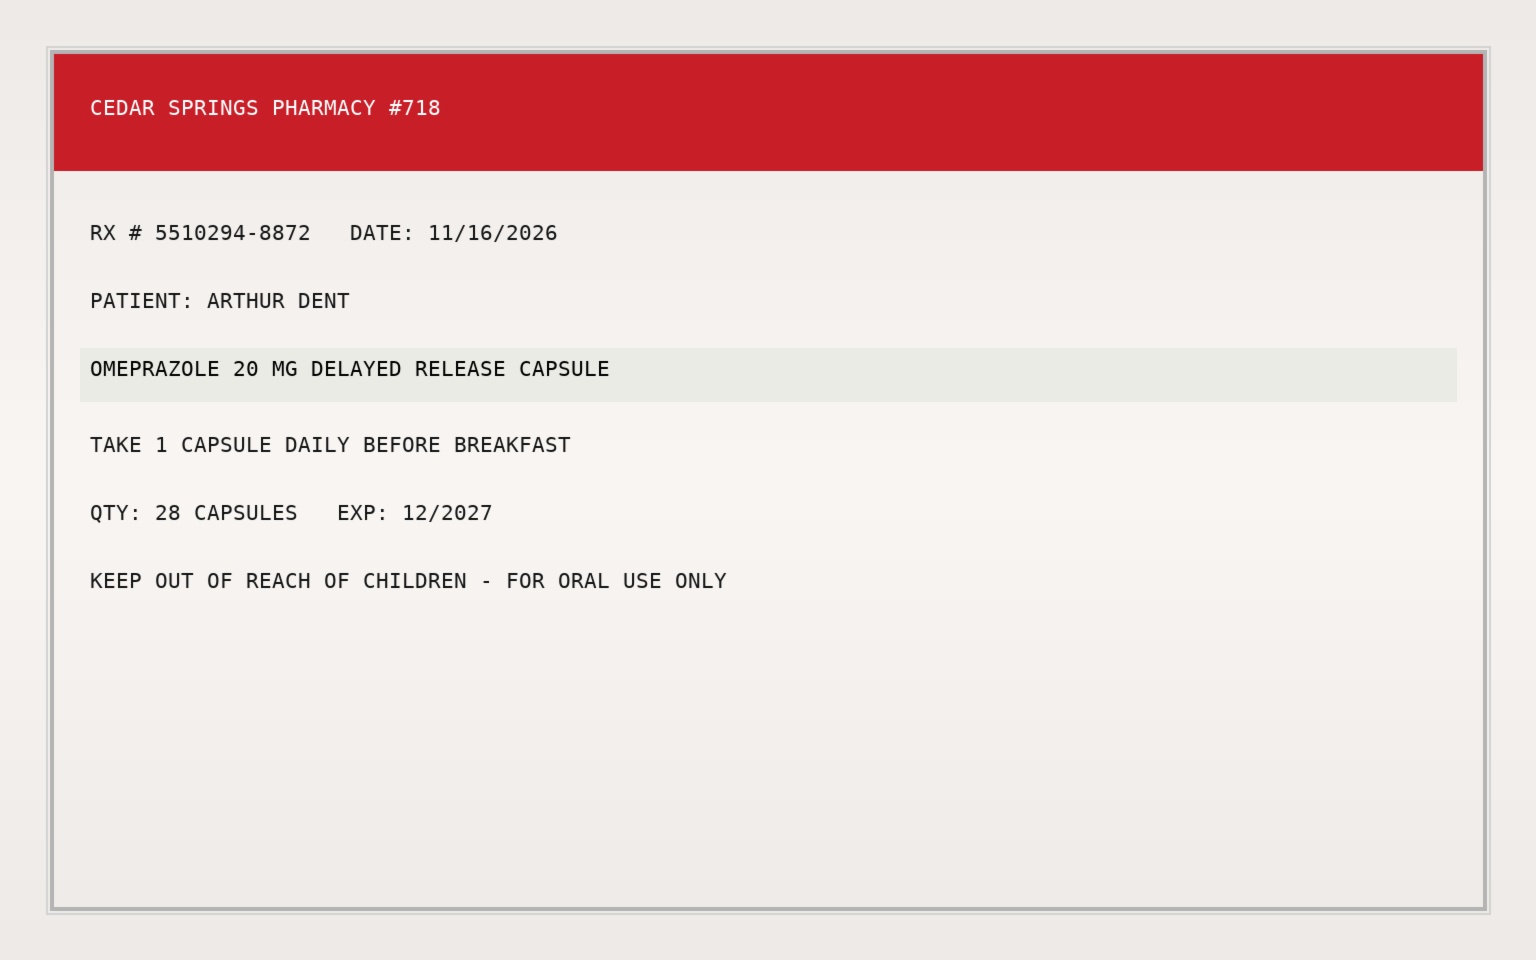 CEDAR SPRINGS PHARMACY #718
RX # 5510294-8872   DATE: 11/16/2026
PATIENT: ARTHUR DENT
OMEPRAZOLE 20 MG DELAYED RELEASE CAPSULE
TAKE 1 CAPSULE DAILY BEFORE BREAKFAST
QTY: 28 CAPSULES   EXP: 12/2027
KEEP OUT OF REACH OF CHILDREN - FOR ORAL USE ONLY